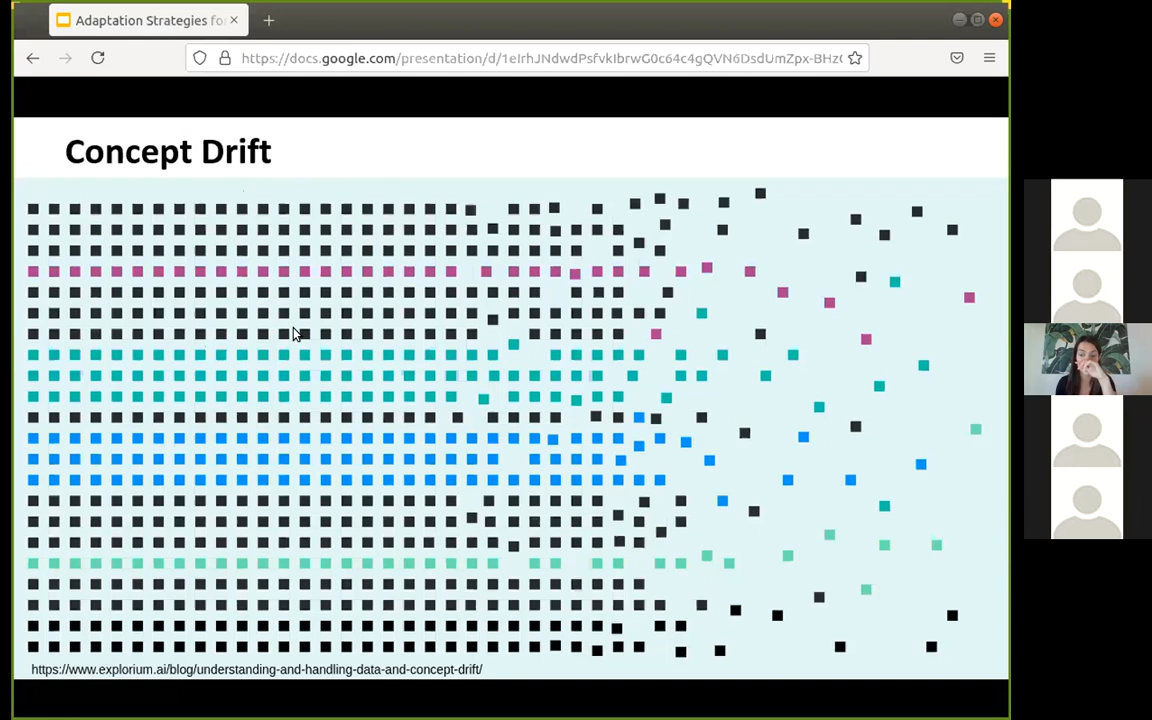 Adaptation Strategies fo
https://docs.google.com/presentation/d/1eIrhJNdwdPsfvkIbrwG0c64c4gQVN6DsdUmZpx-BHz
Concept Drift
https://www.explorium.ai/blog/understanding-and-handling-data-and-concept-drift/